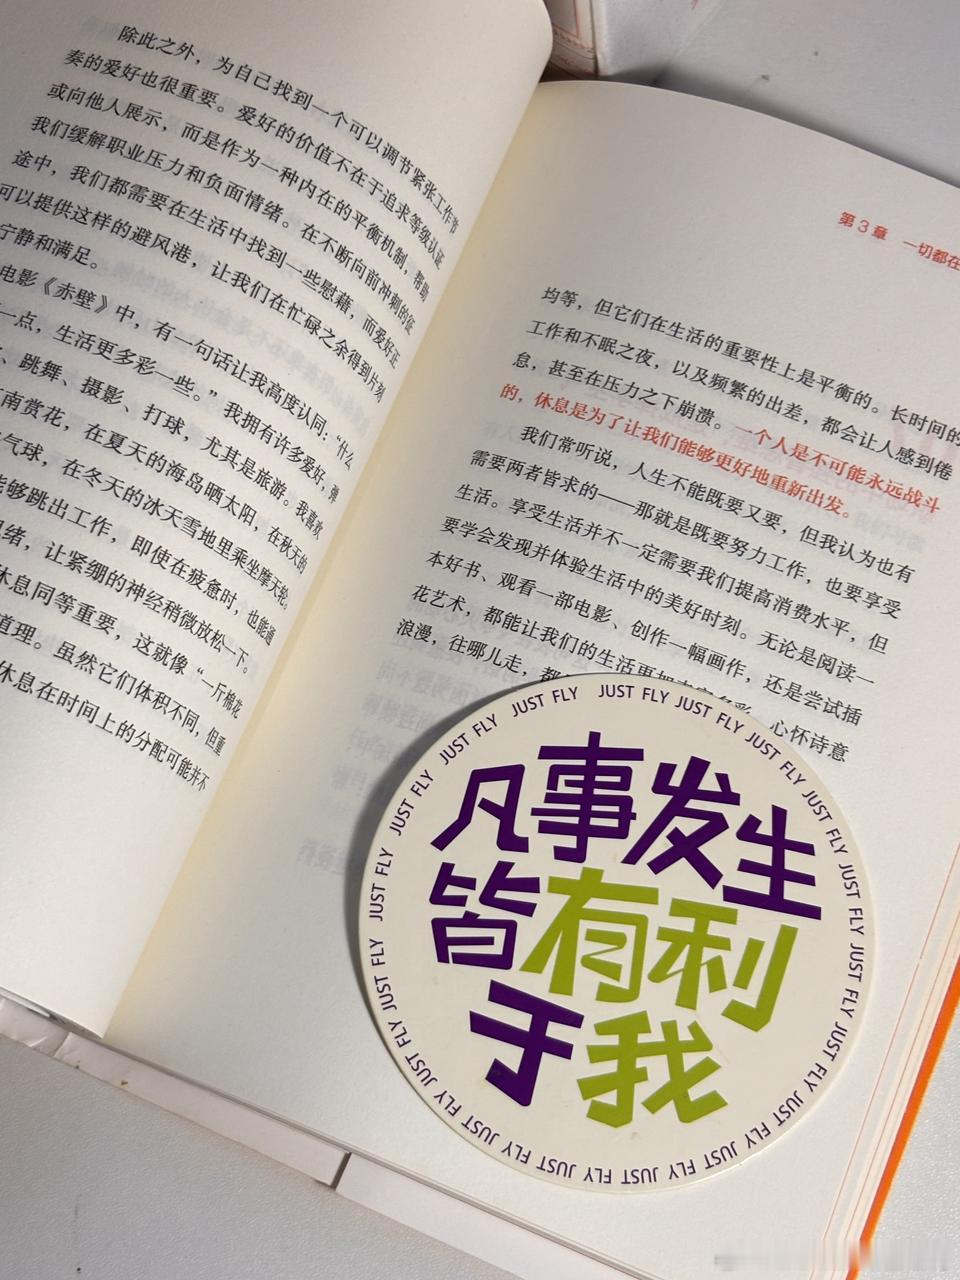 除此之外，为自己找到一个可以调节紧张工作节
奏的爱好也很重要。爱好的价值不在于追求等级认证
或向他人展示，而是作为一种内在的平衡机制，帮助
我们缓解职业压力和负面情绪。在不断向前冲刺的征
途中，我们都需要在生活中找到一些慰藉，而爱好正
可以提供这样的避风港，让我们在忙碌之余得到片刻
宁静和满足。
电影《赤壁》中，有一句话让我高度认同：“什么
一点，生活更多彩一些。”我拥有许多爱好，弹
、跳舞、摄影、打球，尤其是旅游。我喜欢
南赏花，在夏天的海岛晒太阳，在秋天的
气球，在冬天的冰天雪地里乘坐摩天轮。
能够跳出工作，即使在疲惫时，也能通
绪，让紧绷的神经稍微放松一下。
休息同等重要，这就像“一斤棉花
道理。虽然它们体积不同，但重
休息在时间上的分配可能并不
第3章 一切都在
均等，但它们在生活的重要性上是平衡的。长时间的
工作和不眠之夜，以及频繁的出差，都会让人感到倦
怠，甚至在压力之下崩溃。一个人是不可能永远战斗
的，休息是为了让我们能够更好地重新出发。
我们常听说，人生不能既要又要，但我认为也有
需要两者皆求的——那就是既要努力工作，也要享受
生活。享受生活并不一定需要我们提高消费水平，但
要学会发现并体验生活中的美好时刻。无论是阅读一
本好书、观看一部电影、创作一幅画作，还是尝试插
花艺术，都能让我们的生活更加 心怀诗意
浪漫，往哪儿走，都
JUST FLY JUST FLY JUST FLY JUST FLY JUST FLY JUST FLY JUST FLY JUST FLY JUST FLY JUST FLY JUST FLY JUST FLY JUST FLY JUST FLY JUST FLY JUST FLY JUST FLY JUST FLY JUST FLY JUST FLY
凡事发生
皆有利
于我